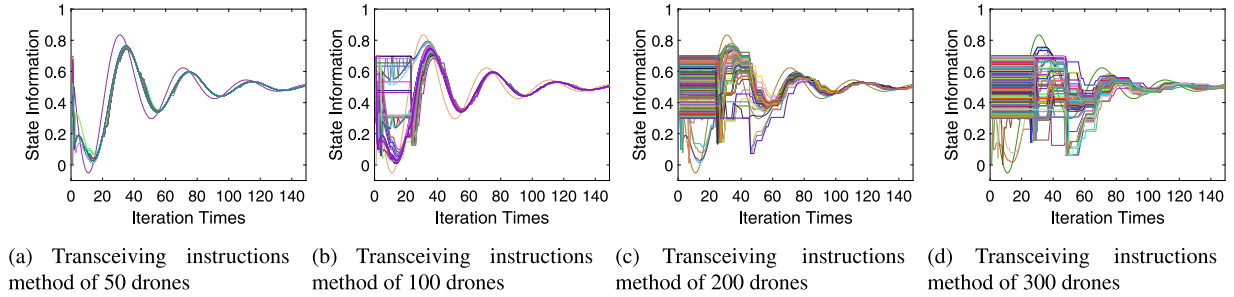 1
0.8
0.6
0.4
0.2
0
State Information
0 20 40 60 80 100 120 140
Iteration Times
1
0.8
0.6
0.4
0.2
0
State Information
0 20 40 60 80 100 120 140
Iteration Times
1
0.8
0.6
0.4
0.2
0
State Information
0 20 40 60 80 100 120 140
Iteration Times
1
0.8
0.6
0.4
0.2
0
State Information
0 20 40 60 80 100 120 140
Iteration Times
(a) Transceiving instructions
method of 50 drones
(b) Transceiving instructions
method of 100 drones
(c) Transceiving instructions
method of 200 drones
(d) Transceiving instructions
method of 300 drones